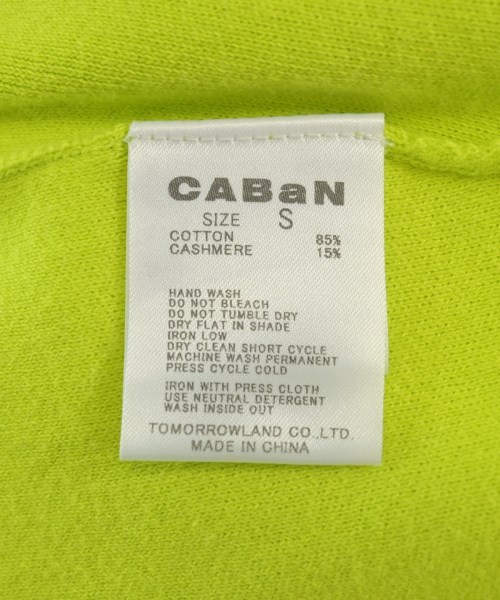 CABaN
SIZE S
COTTON 85%
CASHMERE 15%
HAND WASH
DO NOT BLEACH
DO NOT TUMBLE DRY
DRY FLAT IN SHADE
IRON LOW
DRY CLEAN SHORT CYCLE
MACHINE WASH PERMANENT
PRESS CYCLE COLD
IRON WITH PRESS CLOTH
USE NEUTRAL DETERGENT
WASH INSIDE OUT
TOMORROWLAND CO.,LTD.
MADE IN CHINA